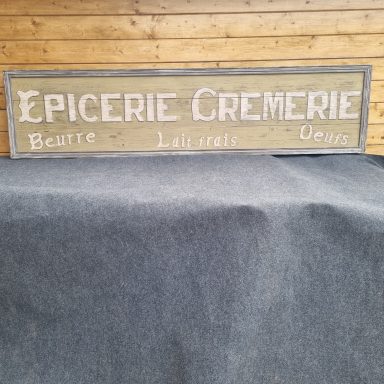 EPICERIE CREMERIE
Beurre Lait frais Oeufs